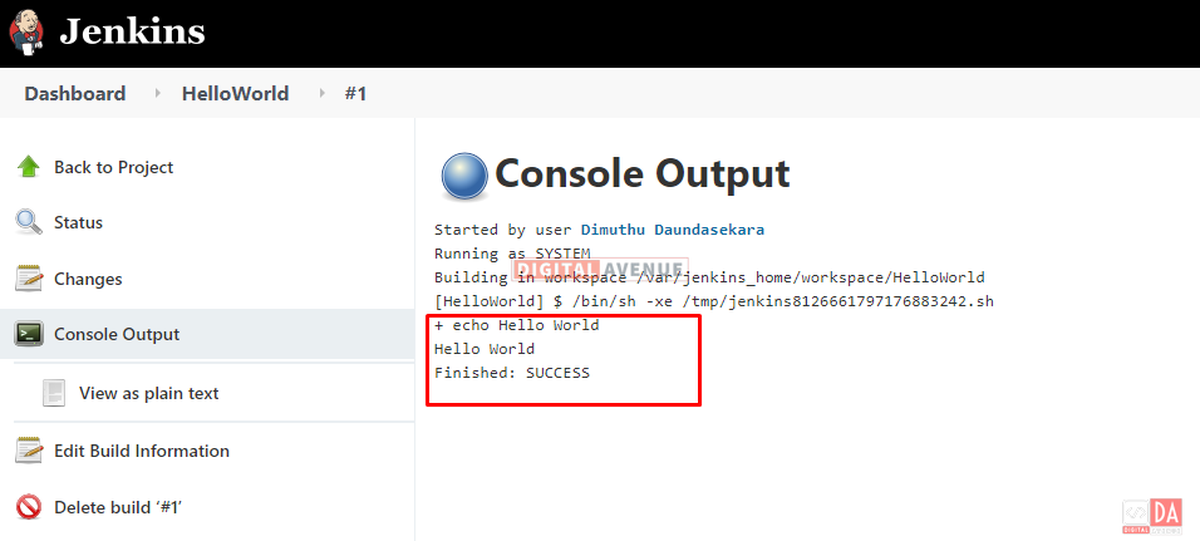 Jenkins
Dashboard HelloWorld #1
Back to Project
Status
Changes
Console Output
View as plain text
Edit Build Information
Delete build ‘#1’
Console Output
Started by user Dimuthu Daundasekara
Running as SYSTEM
DIGITAL AVENUE
Building in workspace /var/jenkins_home/workspace/HelloWorld
[HelloWorld] $ /bin/sh -xe /tmp/jenkins8126661797176883242.sh
+ echo Hello World
Hello World
Finished: SUCCESS
</> DA
DIGITAL